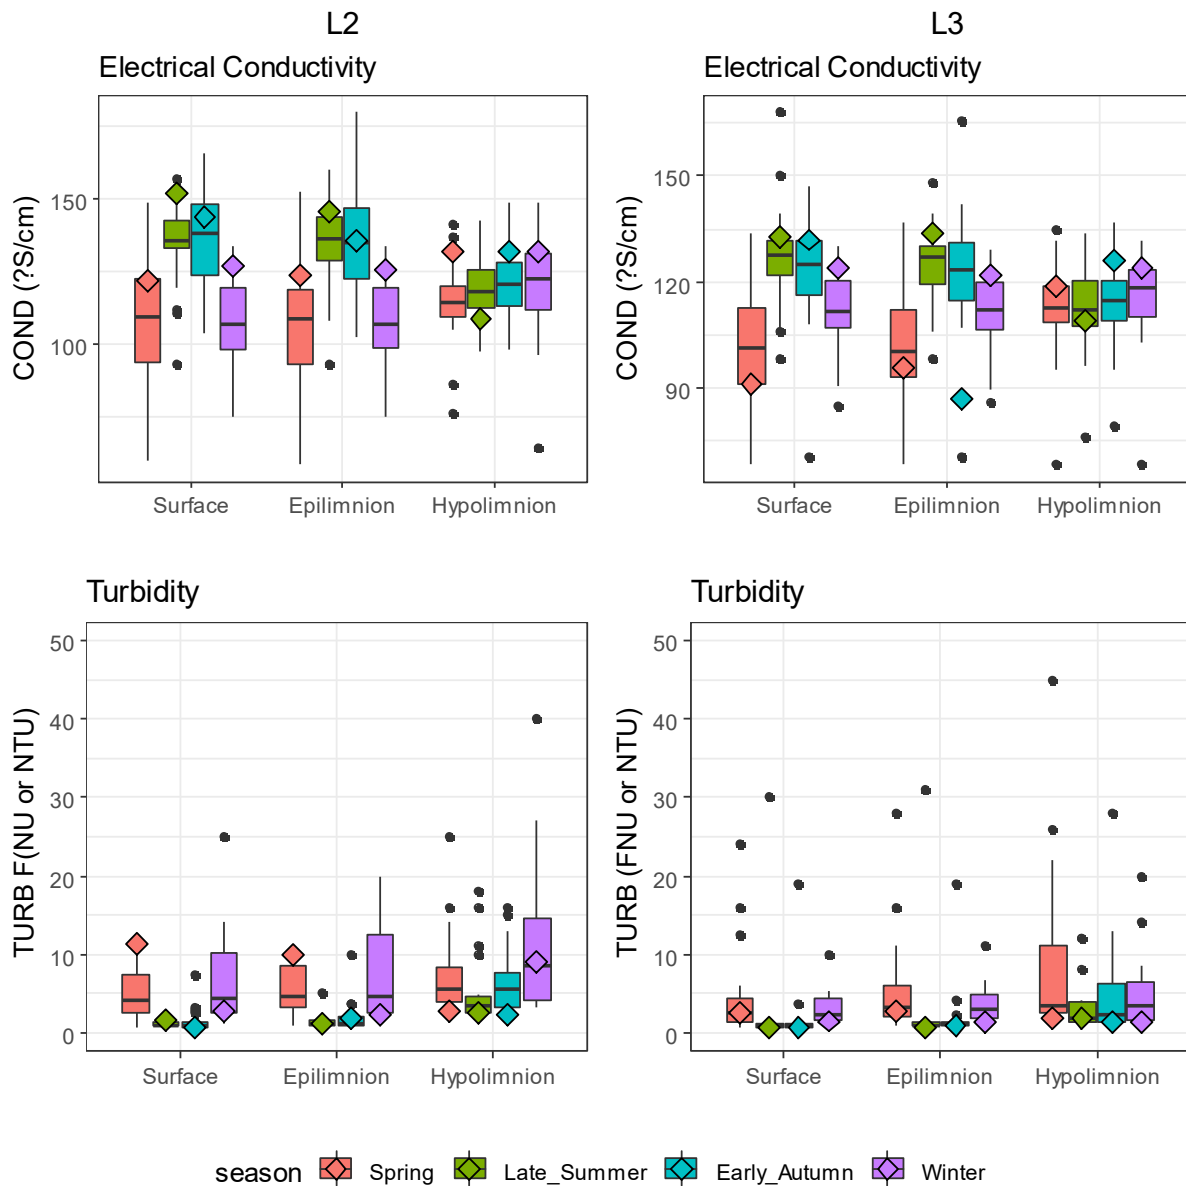 L2
L3
Electrical Conductivity
Electrical Conductivity
COND (?S/cm)
150
100
Surface
Epilimnion
Hypolimnion
COND (?S/cm)
150
120
90
Surface
Epilimnion
Hypolimnion
Turbidity
Turbidity
TURB F(NU or NTU)
50
40
30
20
10
0
Surface
Epilimnion
Hypolimnion
TURB (FNU or NTU)
50
40
30
20
10
0
Surface
Epilimnion
Hypolimnion
season Spring Late_Summer Early_Autumn Winter